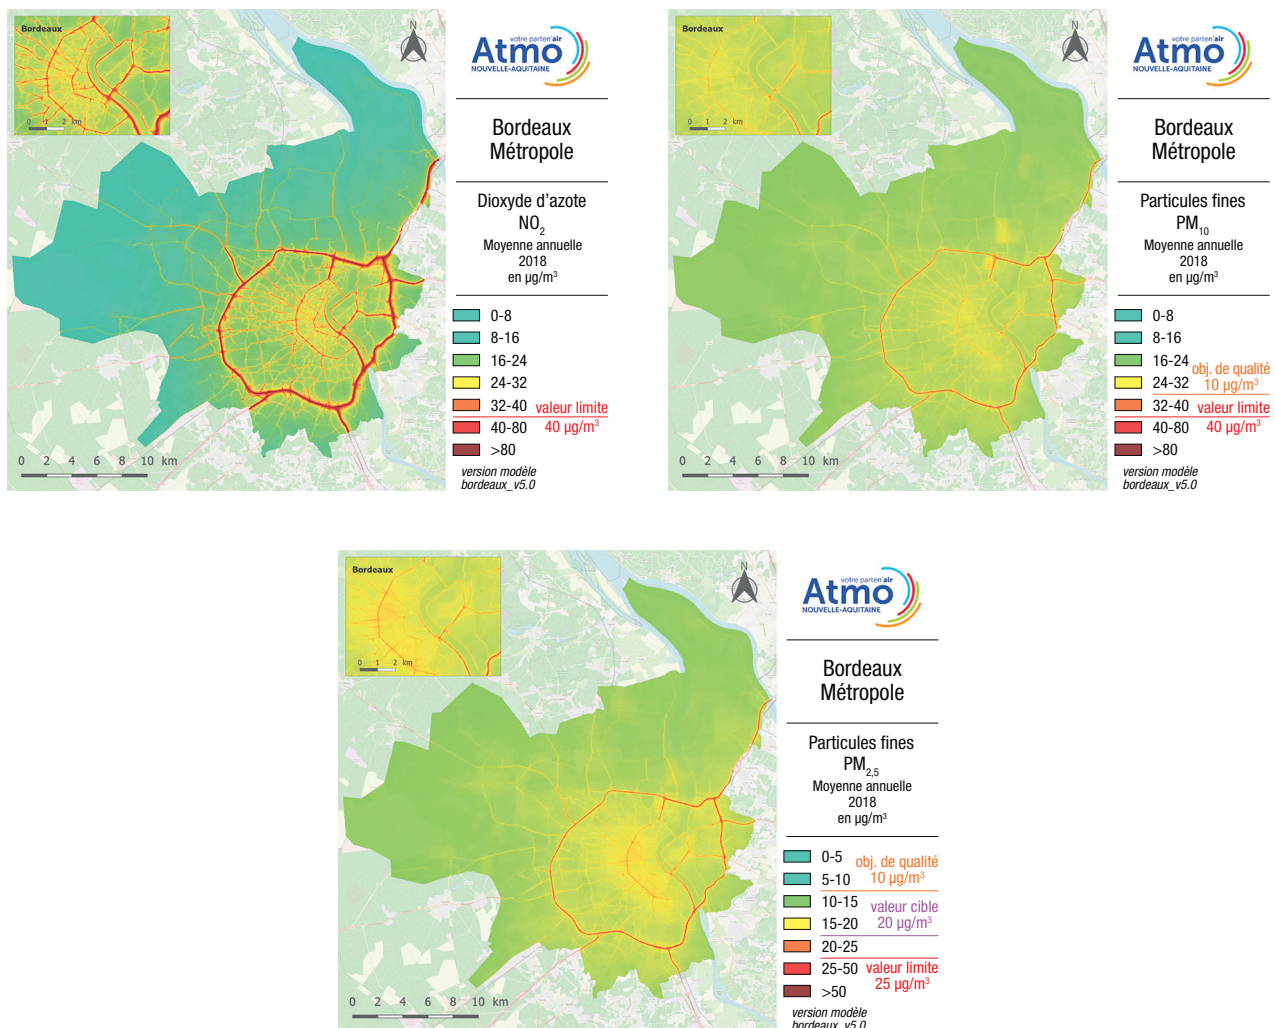 Bordeaux
0 1 2 km
N
votre parten'air
Atmo
NOUVELLE-AQUITAINE
Bordeaux
Métropole
Dioxyde d'azote
NO2
Moyenne annuelle
2018
en µg/m³
0-8
8-16
16-24
24-32
32-40 valeur limite
40-80 40 µg/m³
>80
0 2 4 6 8 10 km
version modèle
bordeaux_v5.0
Bordeaux
0 1 2 km
N
votre parten'air
Atmo
NOUVELLE-AQUITAINE
Bordeaux
Métropole
Particules fines
PM10
Moyenne annuelle
2018
en µg/m³
0-8
8-16
16-24 obj. de qualité
24-32 10 µg/m³
32-40 valeur limite
40-80 40 µg/m³
>80
0 2 4 6 8 10 km
version modèle
bordeaux_v5.0
Bordeaux
0 1 2 km
N
votre parten'air
Atmo
NOUVELLE-AQUITAINE
Bordeaux
Métropole
Particules fines
PM2,5
Moyenne annuelle
2018
en µg/m³
0-5 obj. de qualité
5-10 10 µg/m³
10-15 valeur cible
15-20 20 µg/m³
20-25
25-50 valeur limite
>50 25 µg/m³
0 2 4 6 8 10 km
version modèle
bordeaux_v5.0